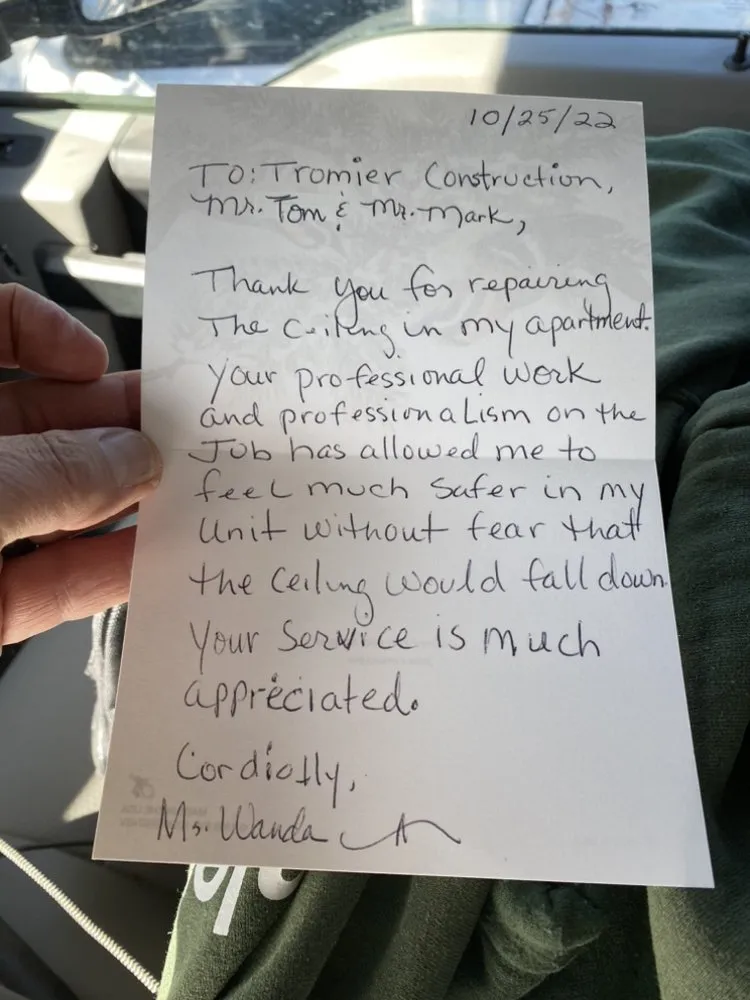 10/25/22
To: Tromier Construction,
Mr. Tom & Mr. Mark,
Thank you for repairing
The Ceiling in my apartment.
Your professional work
and professionalism on the
Job has allowed me to
feel much safer in my
Unit without fear that
the Ceiling would fall down.
Your Service is much
appreciated.
Cordially,
Ms. Wanda